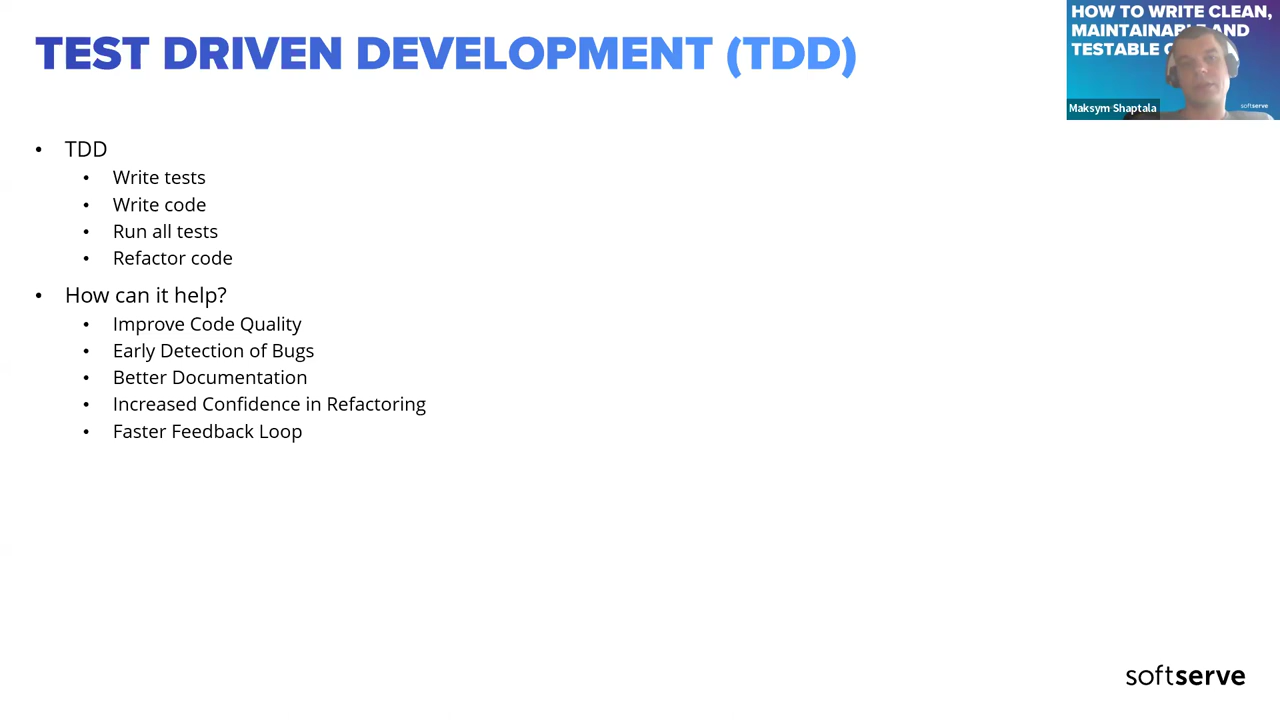 TEST DRIVEN DEVELOPMENT (TDD)
• TDD
• Write tests
• Write code
• Run all tests
• Refactor code
• How can it help?
• Improve Code Quality
• Early Detection of Bugs
• Better Documentation
• Increased Confidence in Refactoring
• Faster Feedback Loop
HOW TO WRITE CLEAN,
AND
TESTABLE
softserve
Maksym Shaptala
softserve